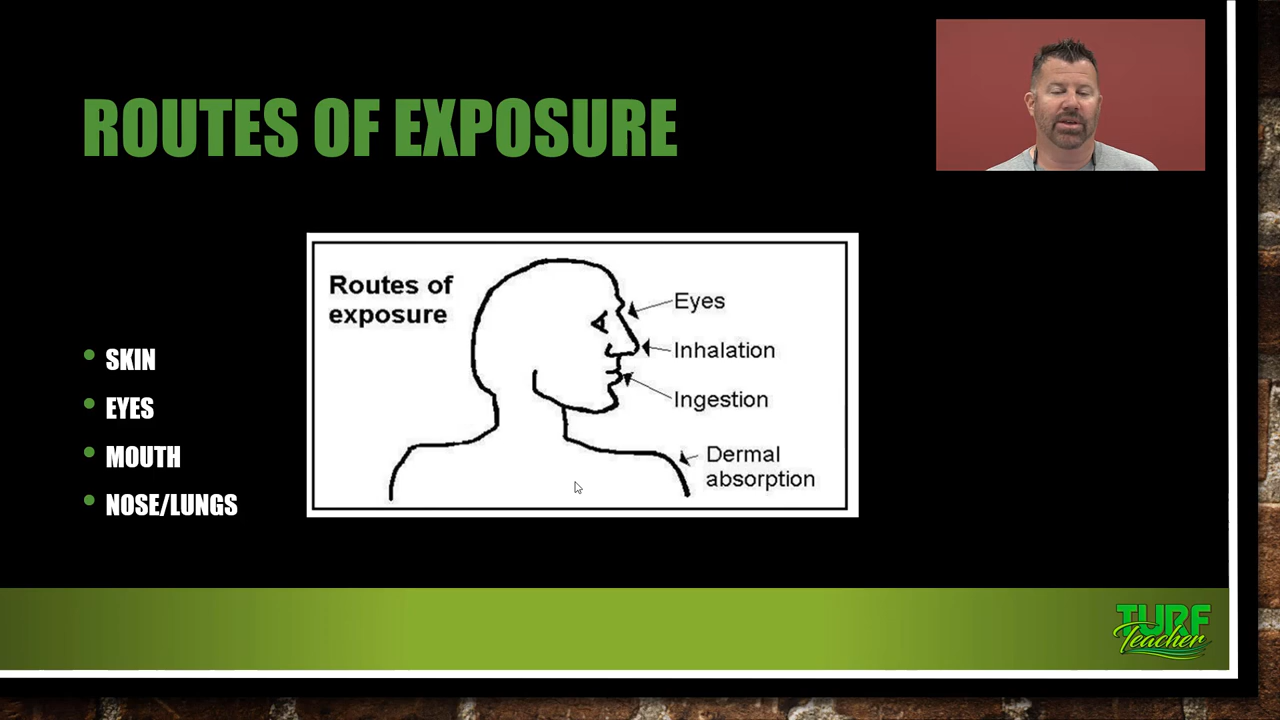 ROUTES OF EXPOSURE
SKIN
EYES
MOUTH
NOSE/LUNGS
Routes of
exposure
Eyes
Inhalation
Ingestion
Dermal
absorption
TURF
Teacher